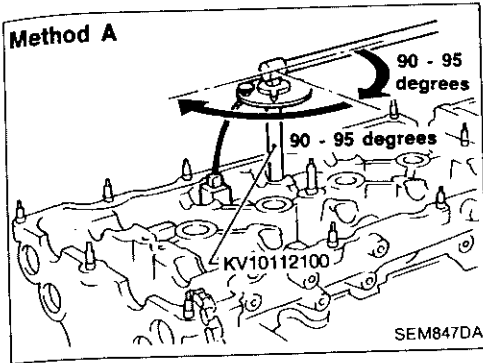 Method A
90 - 95
degrees
90 - 95 degrees
KV10112100
SEM847DA